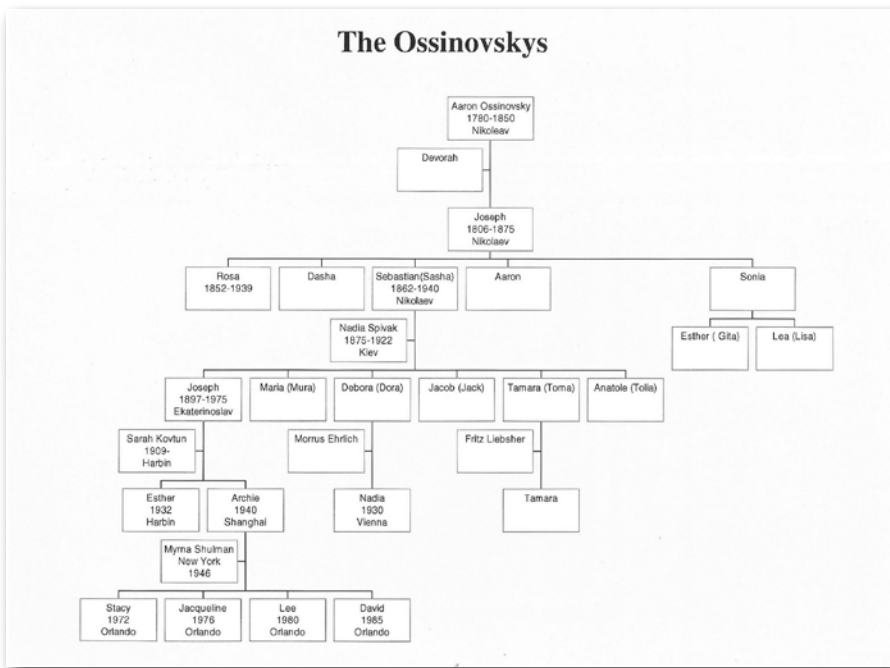 The Ossinovskys
Aaron Ossinovsky
1780-1850
Nikoleav
Devorah
Joseph
1806-1875
Nikolaev
Rosa
1852-1939
Dasha
Sebastian(Sasha)
1862-1940
Nikolaev
Aaron
Sonia
Nadia Spivak
1875-1922
Kiev
Esther ( Gita)
Lea (Lisa)
Joseph
1897-1975
Ekaterinoslav
Maria (Mura)
Debora (Dora)
Jacob (Jack)
Tamara (Toma)
Anatole (Tolia)
Sarah Kovtun
1909-
Harbin
Morrus Ehrlich
Fritz Liebsher
Esther
1932
Harbin
Archie
1940
Shanghai
Nadia
1930
Vienna
Tamara
Myrna Shulman
New York
1946
Stacy
1972
Orlando
Jacqueline
1976
Orlando
Lee
1980
Orlando
David
1985
Orlando